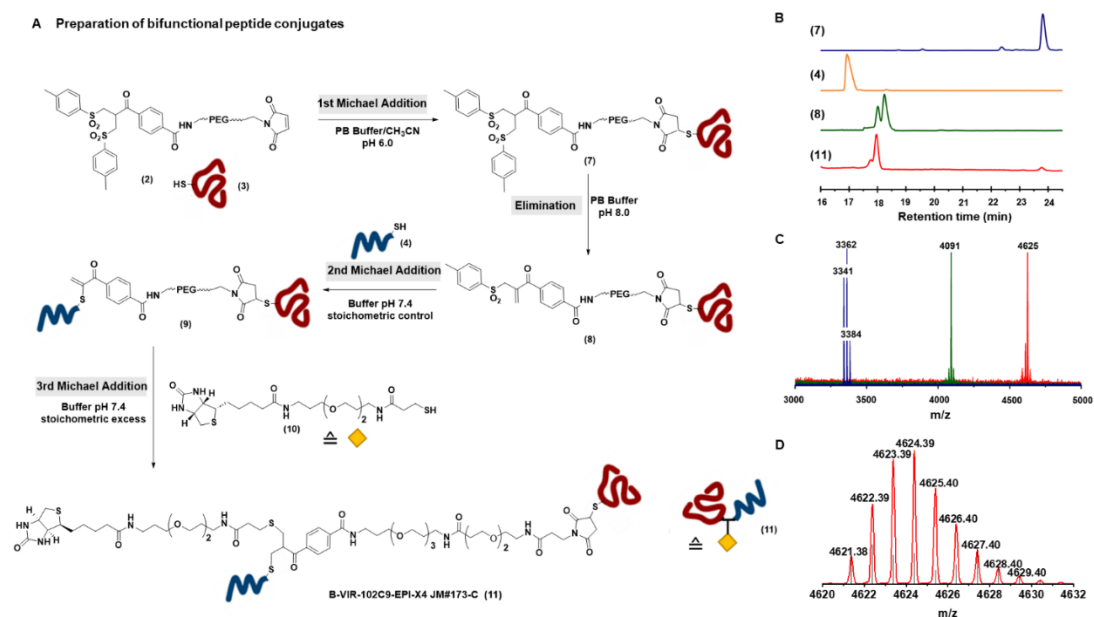 A Preparation of bifunctional peptide conjugates
1st Michael Addition
PB Buffer/CH3CN
pH 6.0
(2)
HS
(3)
(7)
Elimination
PB Buffer
pH 8.0
SH
(4)
2nd Michael Addition
Buffer pH 7.4
stoichometric control
(9)
(8)
3rd Michael Addition
Buffer pH 7.4
stoichometric excess
(10)
≙
(11)
≙
B-VIR-102C9-EPI-X4 JM#173-C (11)
B
(7)
(4)
(8)
(11)
16 17 18 19 20 21 22 23 24
Retention time (min)
C
3362
3341
3384
4091
4625
3000 3500 4000 4500 5000
m/z
D
4621.38
4622.39
4623.39
4624.39
4625.40
4626.40
4627.40
4628.40
4629.40
4620 4622 4624 4626 4628 4630 4632
m/z